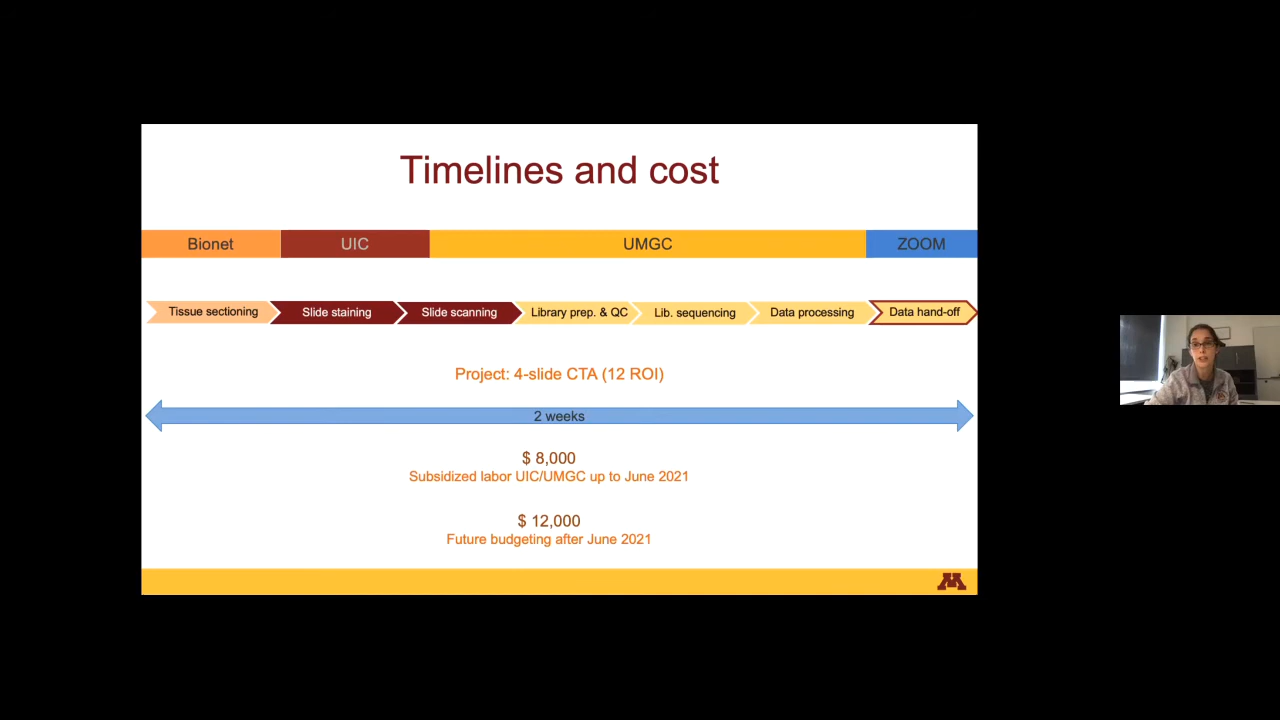 Timelines and cost
Bionet UIC UMGC ZOOM
Tissue sectioning Slide staining Slide scanning Library prep. & QC Lib. sequencing Data processing Data hand-off
Project: 4-slide CTA (12 ROI)
2 weeks
$ 8,000
Subsidized labor UIC/UMGC up to June 2021
$ 12,000
Future budgeting after June 2021
M